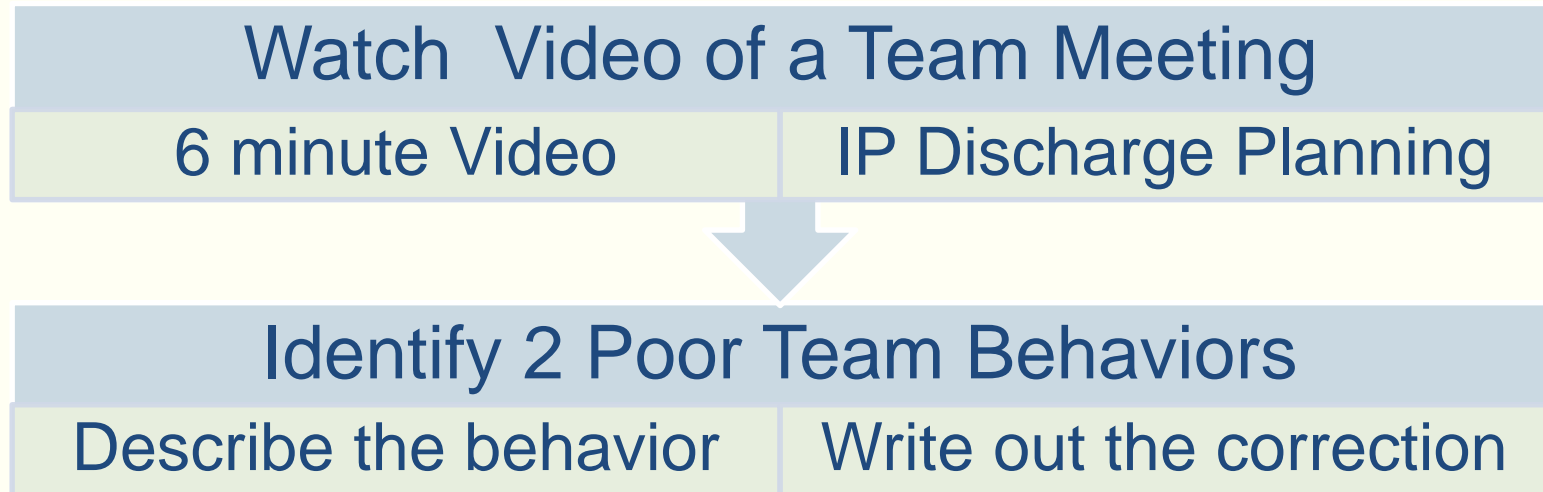 Watch Video of a Team Meeting
6 minute Video
IP Discharge Planning
Identify 2 Poor Team Behaviors
Describe the behavior
Write out the correction